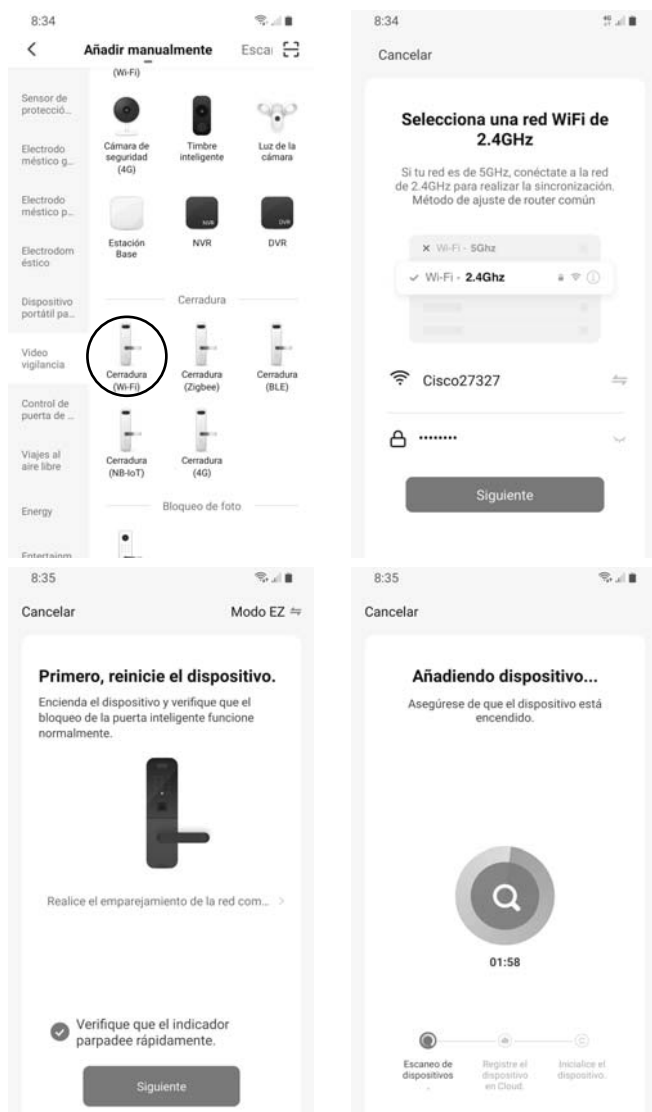 8:34
Añadir manualmente
Esca
(Wi-Fi)
Sensor de
protecció...
Electrodo
méstico g...
Electrodo
méstico p...
Electrodom
éstico
Dispositivo
portátil pa...
Video
vigilancia
Control de
puerta de ...
Viajes al
aire libre
Energy
Entertainm
Cámara de
seguridad
(4G)
Timbre
inteligente
Luz de la
cámara
NVR
DVR
Estación
Base
NVR
DVR
Cerradura
Cerradura
(Wi-Fi)
Cerradura
(Zigbee)
Cerradura
(BLE)
Cerradura
(NB-IoT)
Cerradura
(4G)
Bloqueo de foto
8:34
Cancelar
Selecciona una red WiFi de
2.4GHz
Si tu red es de 5GHz, conéctate a la red
de 2.4GHz para realizar la sincronización.
Método de ajuste de router común
Wi-Fi - 5Ghz
Wi-Fi - 2.4Ghz
Cisco27327
••••••••
Siguiente
8:35
Cancelar
Modo EZ
Primero, reinicie el dispositivo.
Encienda el dispositivo y verifique que el
bloqueo de la puerta inteligente funcione
normalmente.
Realice el emparejamiento de la red com...
Verifique que el indicador
parpadee rápidamente.
Siguiente
8:35
Cancelar
Añadiendo dispositivo...
Asegúrese de que el dispositivo está
encendido.
01:58
Escaneo de
dispositivos
.
Registre el
dispositivo
en Cloud.
Inicialice el
dispositivo.